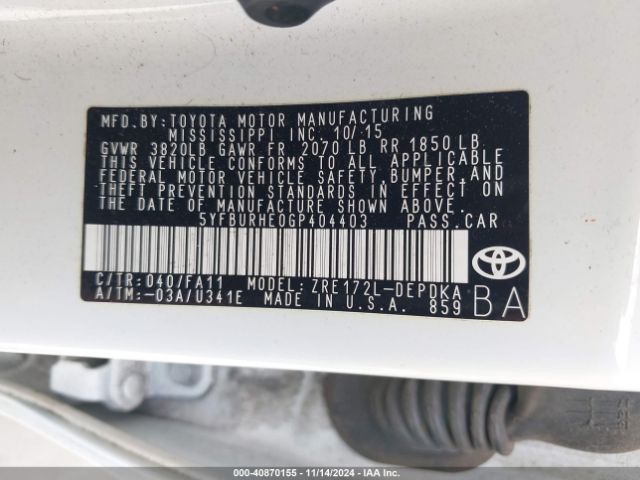 MFD.BY:TOYOTA MOTOR MANUFACTURING
MISSISSIPPI INC. 10/15
GVWR 3820LB GAWR FR 2070 LB RR 1850 LB
THIS VEHICLE CONFORMS TO ALL APPLICABLE
FEDERAL MOTOR VEHICLE SAFETY, BUMPER, AND
THEFT PREVENTION STANDARDS IN EFFECT ON
THE DATE OF MANUFACTURE SHOWN ABOVE.
5YFBURHE0GP404403 PASS.CAR
C/TR:040/FA11 MODEL:ZRE172L-DEPDKA
A/TM:-03A/U341E MADE IN U.S.A. 859
BA
000-40870155 - 11/14/2024 - IAA Inc.